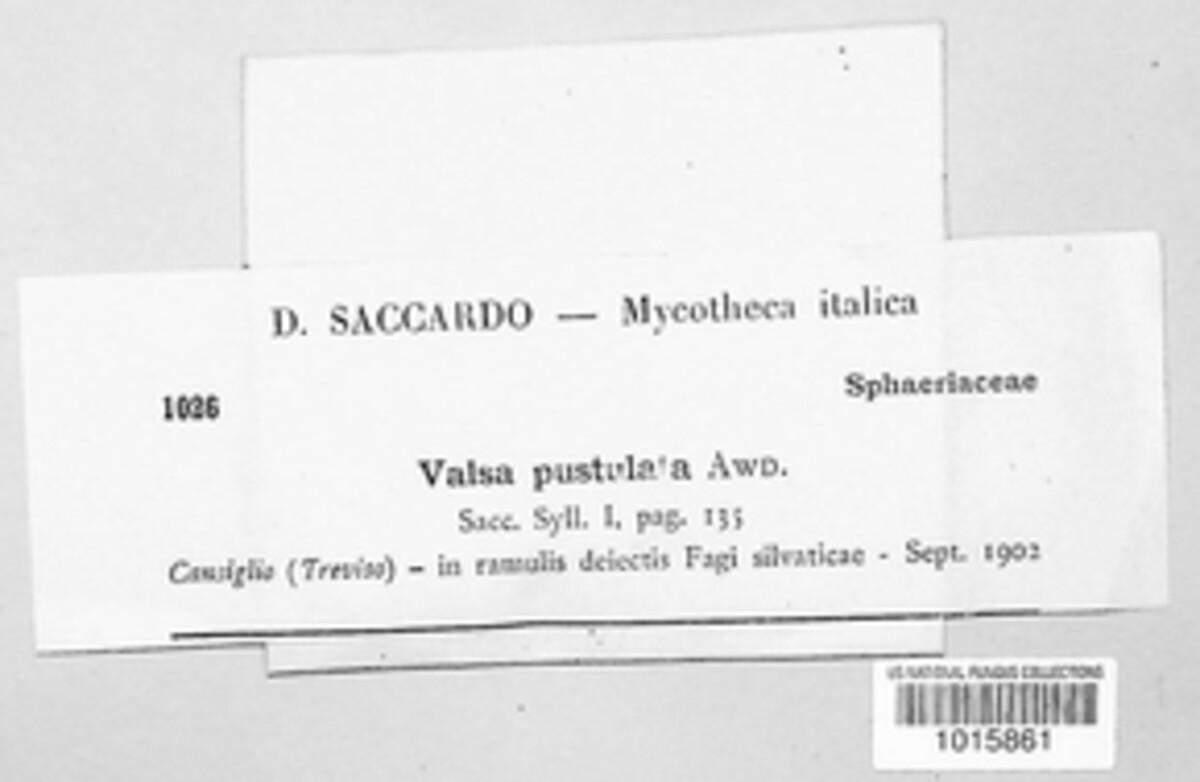 D. SACCARDO — Mycotheca italica
1026
Sphaeriaceae
Valsa pustulata AWD.
Sacc. Syll. I, pag. 135
Cansiglio (Treviso) – in ramulis deiectis Fagi silvaticae - Sept. 1902
US NATIONAL FUNGUS COLLECTIONS
1015861